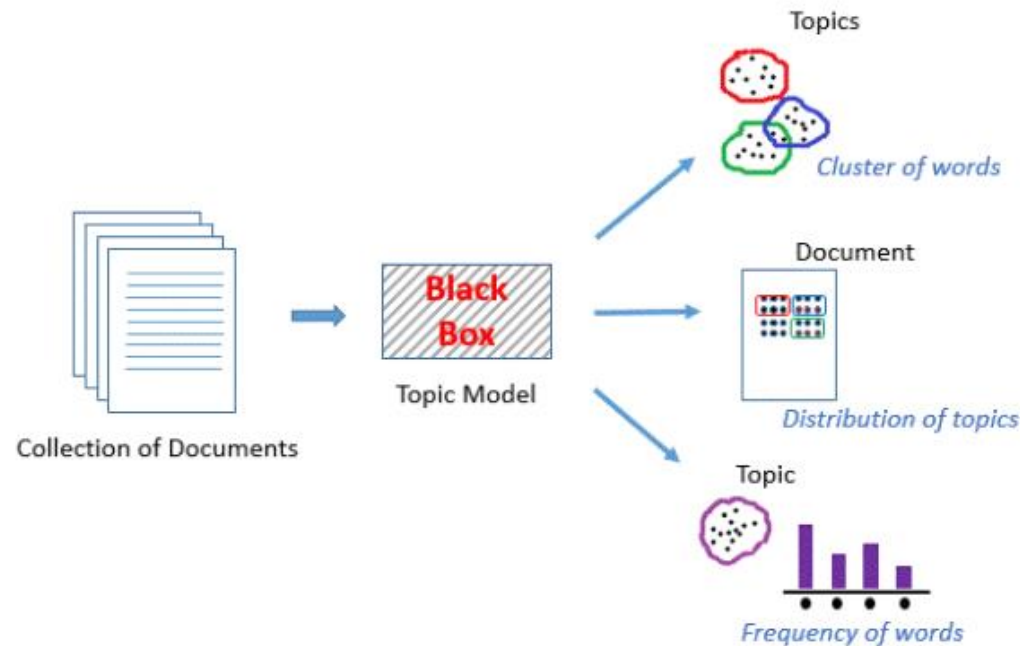 Topics
Cluster of words
Document
Black
Box
Topic Model
Collection of Documents
Distribution of topics
Topic
Frequency of words